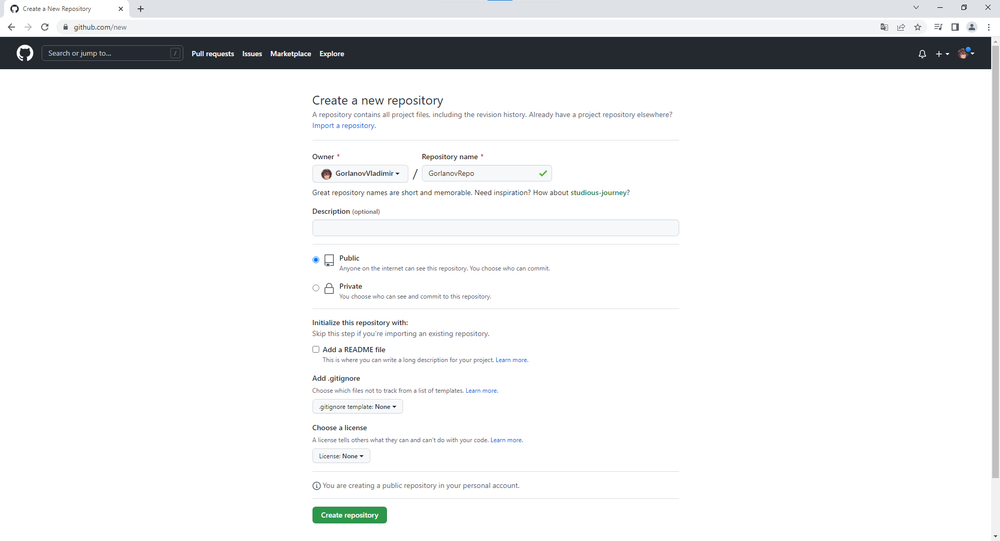 Create a New Repository
github.com/new
Search or jump to... /
Pull requests Issues Marketplace Explore
Create a new repository
A repository contains all project files, including the revision history. Already have a project repository elsewhere?
Import a repository.
Owner * Repository name *
GorlanovVladimir / GorlanovRepo
Great repository names are short and memorable. Need inspiration? How about studious-journey?
Description (optional)
Public
Anyone on the internet can see this repository. You choose who can commit.
Private
You choose who can see and commit to this repository.
Initialize this repository with:
Skip this step if you’re importing an existing repository.
Add a README file
This is where you can write a long description for your project. Learn more.
Add .gitignore
Choose which files not to track from a list of templates. Learn more.
.gitignore template: None
Choose a license
A license tells others what they can and can't do with your code. Learn more.
License: None
You are creating a public repository in your personal account.
Create repository